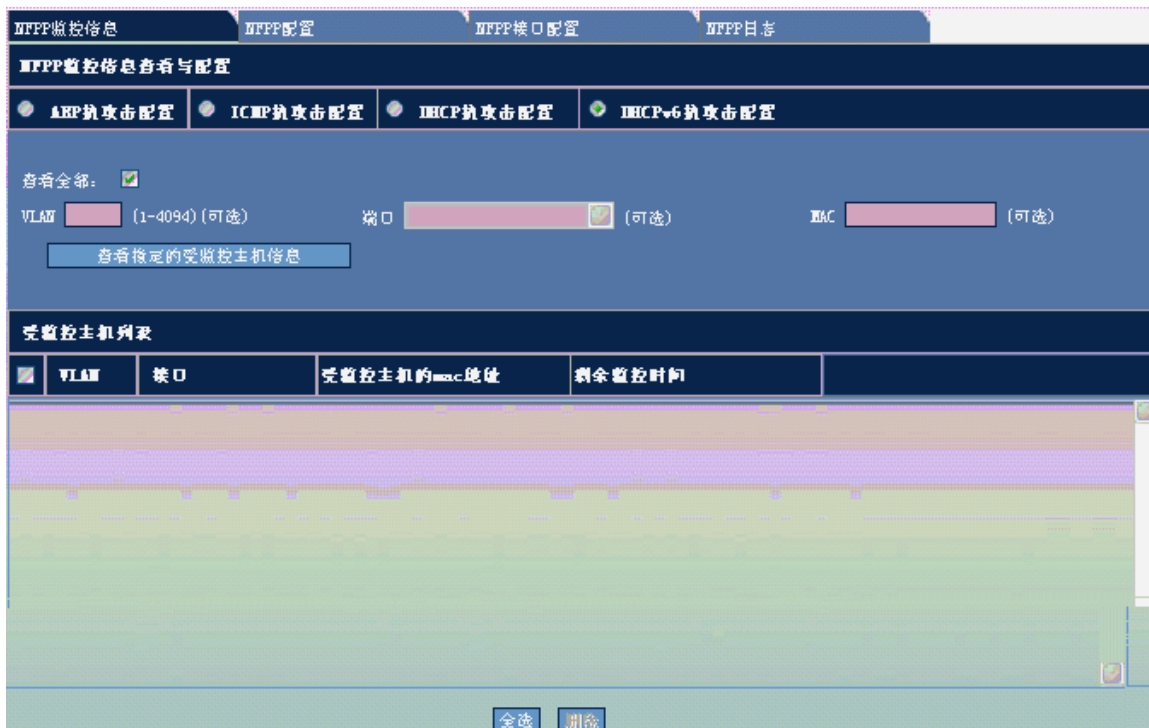 NFPP监控信息 NFPP配置 NFPP接口配置 NFPP日志
NFPP监控信息查看与配置
ARP抗攻击配置 ICMP抗攻击配置 DHCP抗攻击配置 DHCPv6抗攻击配置
查看全部:
VLAN (1-4094)(可选) 端口 (可选) MAC (可选)
查看指定的受监控主机信息
受监控主机列表
VLAN 接口 受监控主机的mac地址 剩余监控时间
全选 删除